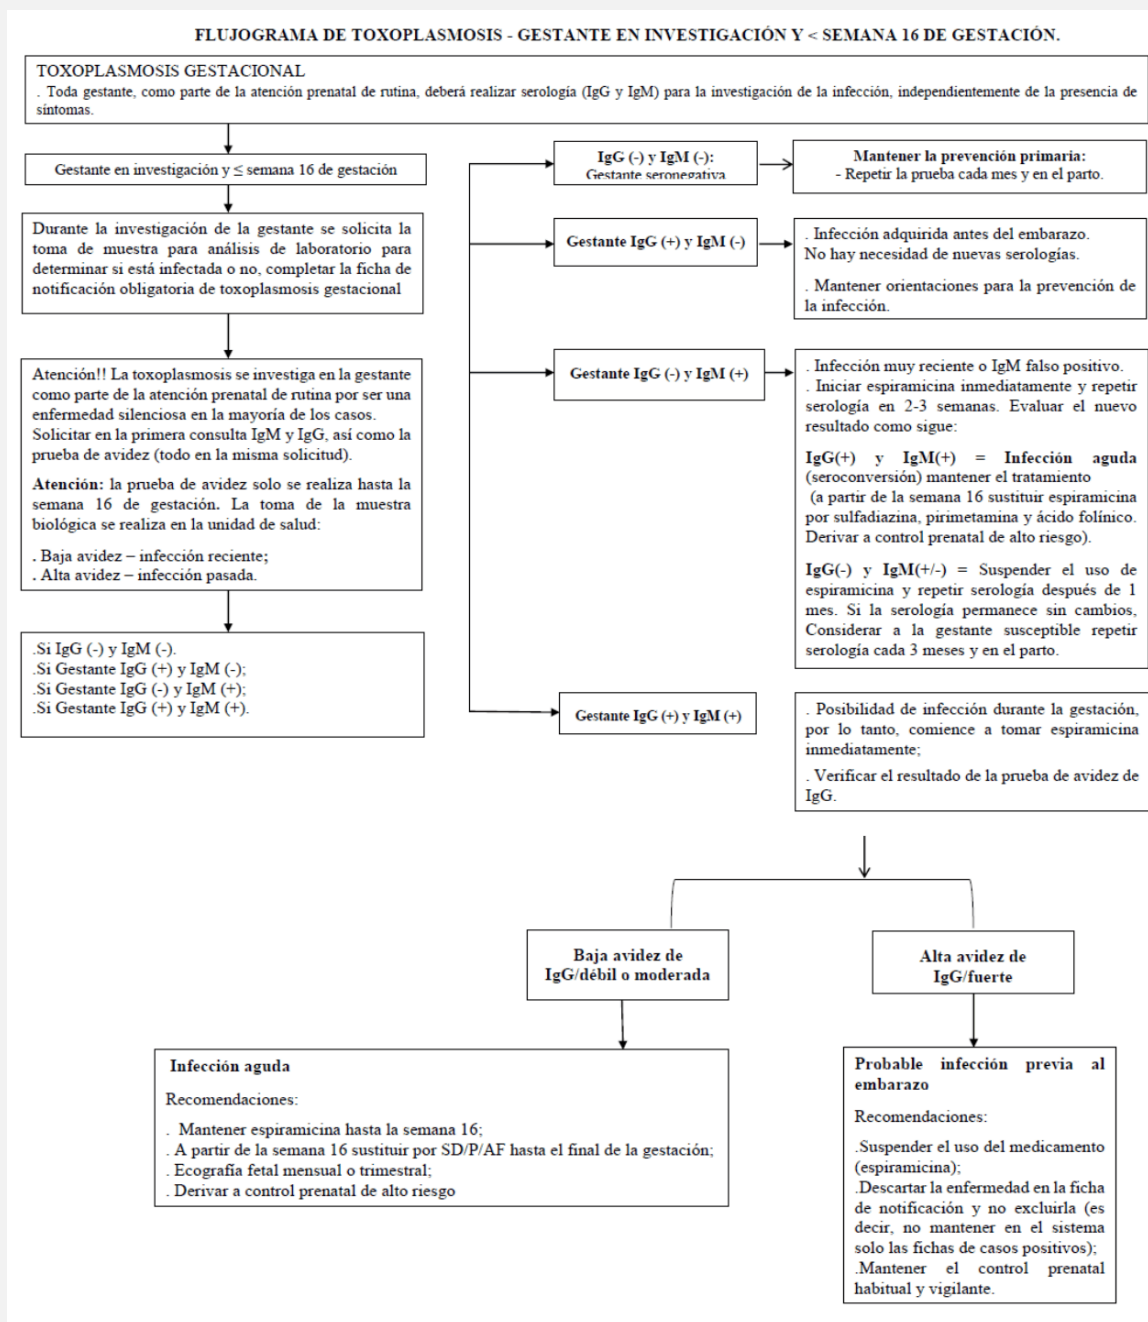 FLUJOGRAMA DE TOXOPLASMOSIS - GESTANTE EN INVESTIGACIÓN Y < SEMANA 16 DE GESTACIÓN.
TOXOPLASMOSIS GESTACIONAL
. Toda gestante, como parte de la atención prenatal de rutina, deberá realizar serología (IgG y IgM) para la investigación de la infección, independientemente de la presencia de
síntomas.
Gestante en investigación y ≤ semana 16 de gestación
Durante la investigación de la gestante se solicita la
toma de muestra para análisis de laboratorio para
determinar si está infectada o no, completar la ficha de
notificación obligatoria de toxoplasmosis gestacional
Atención!! La toxoplasmosis se investiga en la gestante
como parte de la atención prenatal de rutina por ser una
enfermedad silenciosa en la mayoría de los casos.
Solicitar en la primera consulta IgM y IgG, así como la
prueba de avidez (todo en la misma solicitud).
Atención: la prueba de avidez solo se realiza hasta la
semana 16 de gestación. La toma de la muestra
biológica se realiza en la unidad de salud:
. Baja avidez – infección reciente;
. Alta avidez – infección pasada.
.Si IgG (-) y IgM (-).
.Si Gestante IgG (+) y IgM (-);
.Si Gestante IgG (-) y IgM (+);
.Si Gestante IgG (+) y IgM (+).
IgG (-) y IgM (-):
Gestante seronegativa
Mantener la prevención primaria:
- Repetir la prueba cada mes y en el parto.
Gestante IgG (+) y IgM (-)
. Infección adquirida antes del embarazo.
No hay necesidad de nuevas serologías.
. Mantener orientaciones para la prevención de
la infección.
Gestante IgG (-) y IgM (+)
. Infección muy reciente o IgM falso positivo.
. Iniciar espiramicina inmediatamente y repetir
serología en 2-3 semanas. Evaluar el nuevo
resultado como sigue:
IgG(+) y IgM(+) = Infección aguda
(seroconversión) mantener el tratamiento
(a partir de la semana 16 sustituir espiramicina
por sulfadiazina, pirimetamina y ácido folínico.
Derivar a control prenatal de alto riesgo).
IgG(-) y IgM(+/-) = Suspender el uso de
espiramicina y repetir serología después de 1
mes. Si la serología permanece sin cambios,
Considerar a la gestante susceptible repetir
serología cada 3 meses y en el parto.
Gestante IgG (+) y IgM (+)
. Posibilidad de infección durante la gestación,
por lo tanto, comience a tomar espiramicina
inmediatamente;
. Verificar el resultado de la prueba de avidez de
IgG.
Baja avidez de
IgG/débil o moderada
Alta avidez de
IgG/fuerte
Infección aguda
Recomendaciones:
. Mantener espiramicina hasta la semana 16;
. A partir de la semana 16 sustituir por SD/P/AF hasta el final de la gestación;
. Ecografía fetal mensual o trimestral;
. Derivar a control prenatal de alto riesgo
Probable infección previa al
embarazo
Recomendaciones:
.Suspender el uso del medicamento
(espiramicina);
.Descartar la enfermedad en la ficha
de notificación y no excluirla (es
decir, no mantener en el sistema
solo las fichas de casos positivos);
.Mantener el control prenatal
habitual y vigilante.